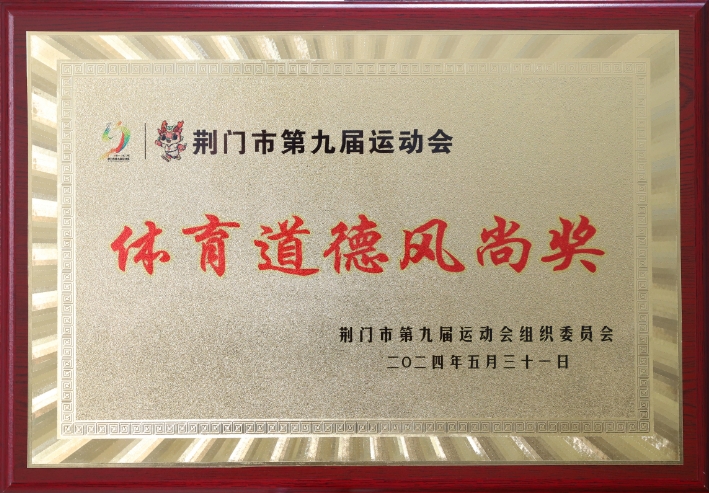 荆门市第九届运动会
体育道德风尚奖
荆门市第九届运动会组织委员会
二〇二四年五月三十一日